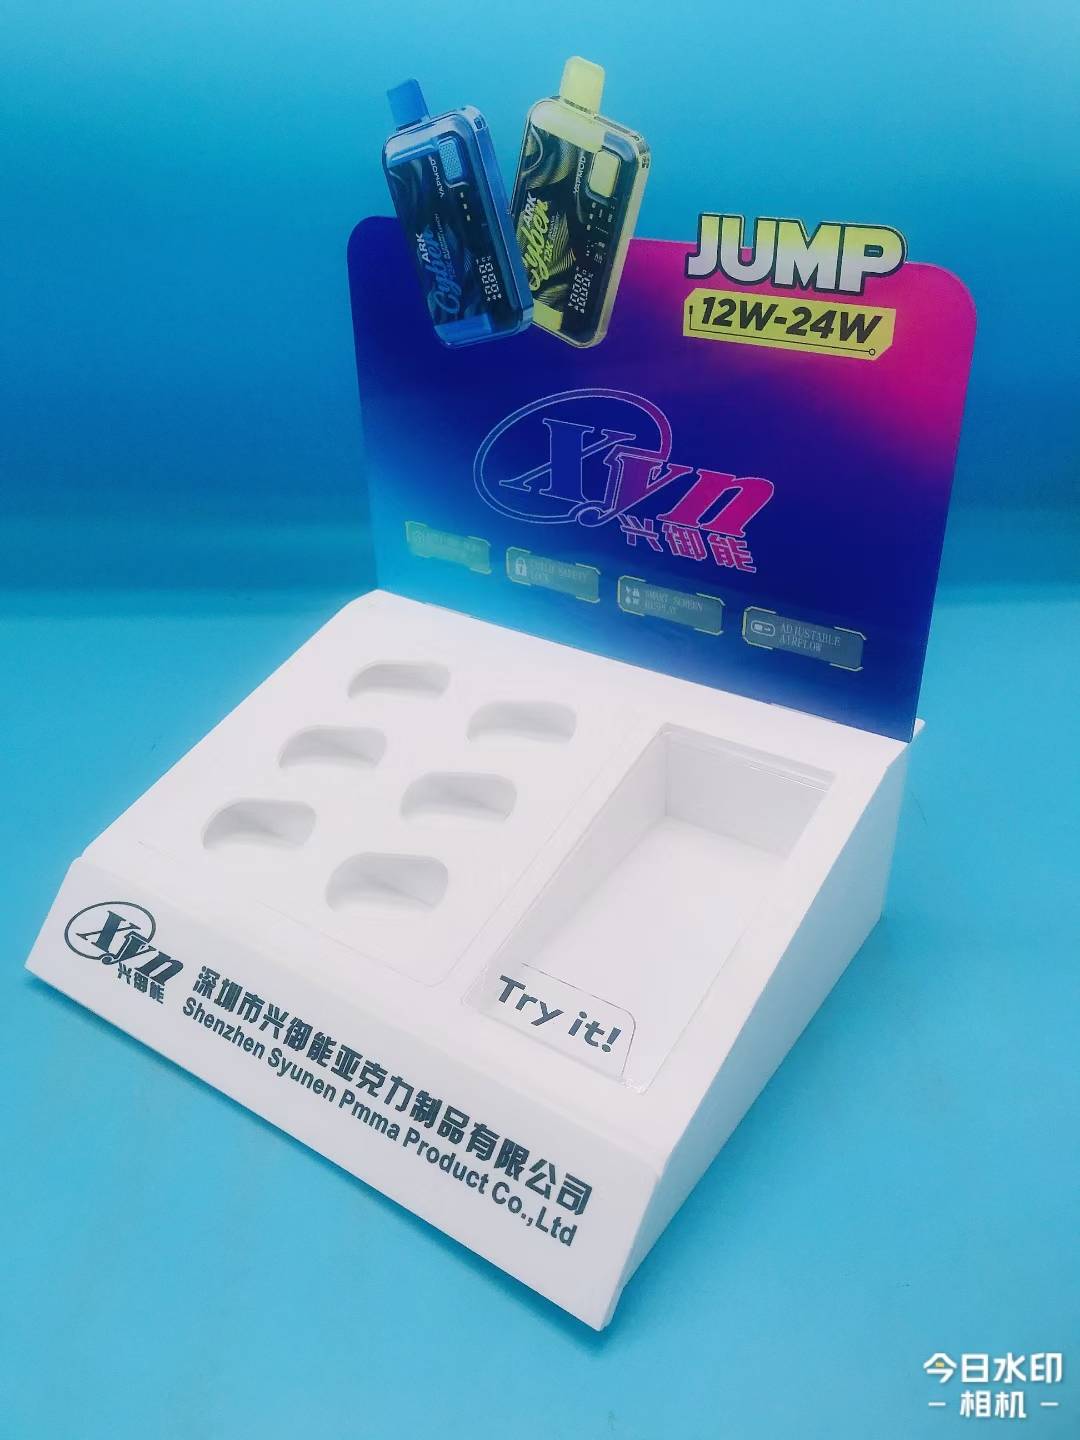 YAPMOD
ARK
Cyber
YAPMOD
ARK
Cyber
JUMP
12W-24W
Xyn
兴御能
CHILD SAFETY
LOCK
SMART SCREEN
DISPLAY
ADJUSTABLE
AIRFLOW
Try it!
Xyn
兴御能
深圳市兴御能亚克力制品有限公司
Shenzhen Syunen Pmma Product Co.,Ltd
今日水印
- 相机 -